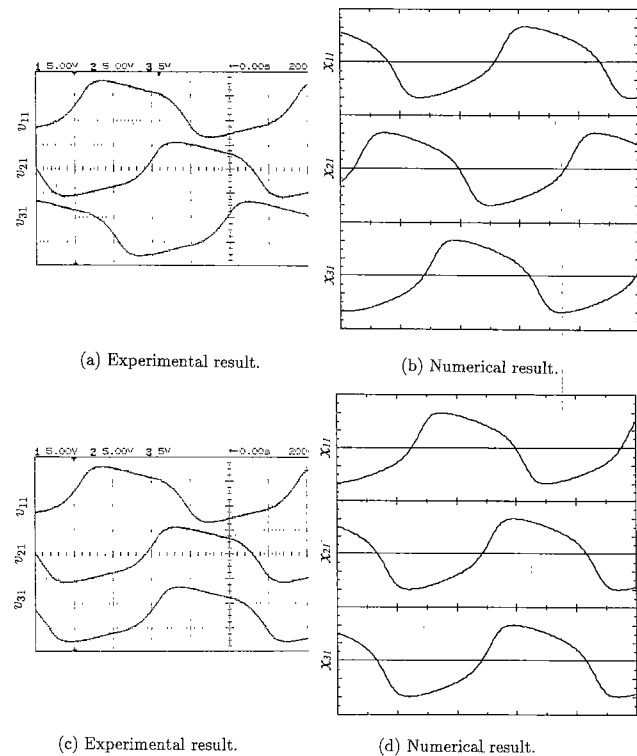 1 5.00V 2 5.00V 3 .5V ←0.00s 200
v11
v21
v31
x11
x21
x31
(a) Experimental result.
(b) Numerical result.
1 5.00V 2 5.00V 3 .5V ←0.00s 200
v11
v21
v31
x11
x21
x31
(c) Experimental result.
(d) Numerical result.